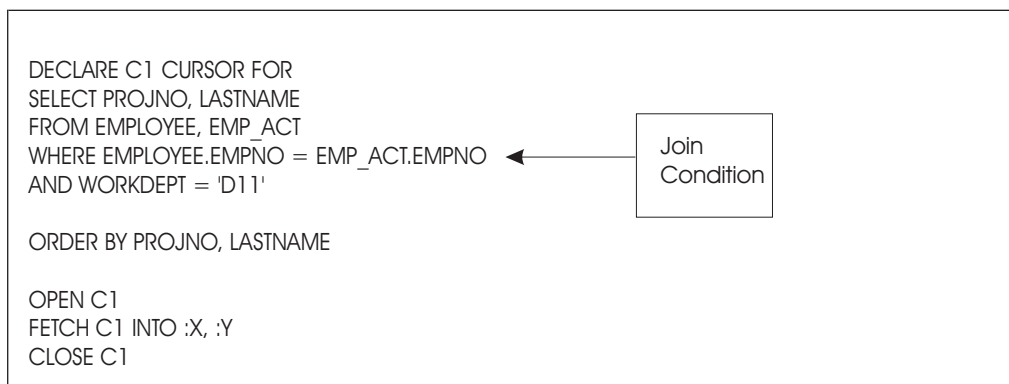 DECLARE C1 CURSOR FOR
SELECT PROJNO, LASTNAME
FROM EMPLOYEE, EMP_ACT
WHERE EMPLOYEE.EMPNO = EMP_ACT.EMPNO
AND WORKDEPT = 'D11'
ORDER BY PROJNO, LASTNAME
OPEN C1
FETCH C1 INTO :X, :Y
CLOSE C1
Join
Condition